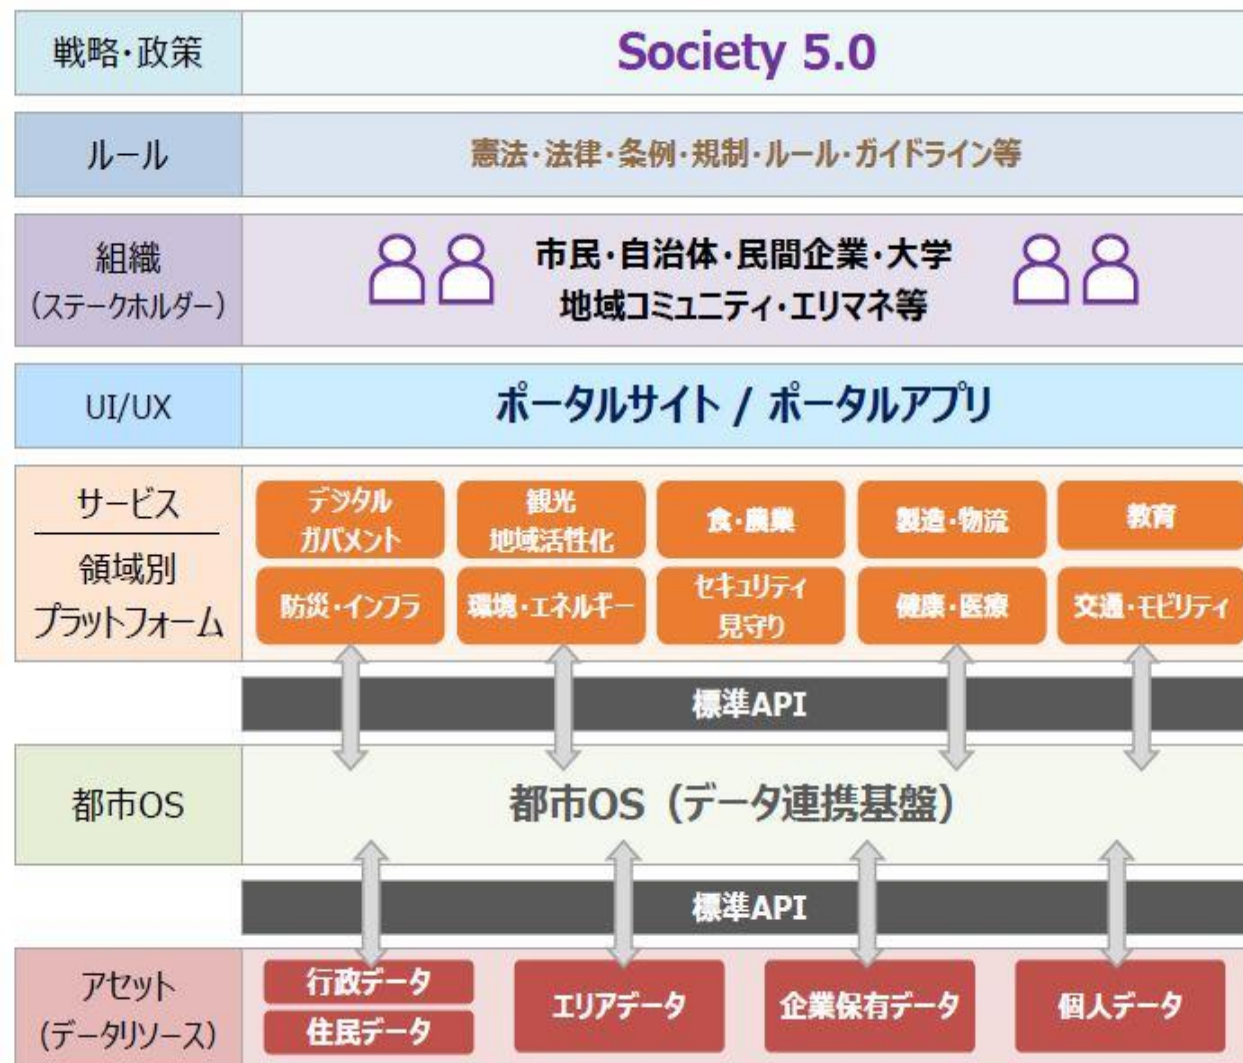 戦略・政策
Society 5.0
ルール
憲法・法律・条例・規制・ルール・ガイドライン等
組織
（ステークホルダー）
市民・自治体・民間企業・大学
地域コミュニティ・エリマネ等
UI/UX
ポータルサイト / ポータルアプリ
サービス
領域別
プラットフォーム
デジタル
ガバメント
観光
地域活性化
食・農業
製造・物流
教育
防災・インフラ
環境・エネルギー
セキュリティ
見守り
健康・医療
交通・モビリティ
標準API
都市OS
都市OS（データ連携基盤）
標準API
アセット
（データリソース）
行政データ
住民データ
エリアデータ
企業保有データ
個人データ